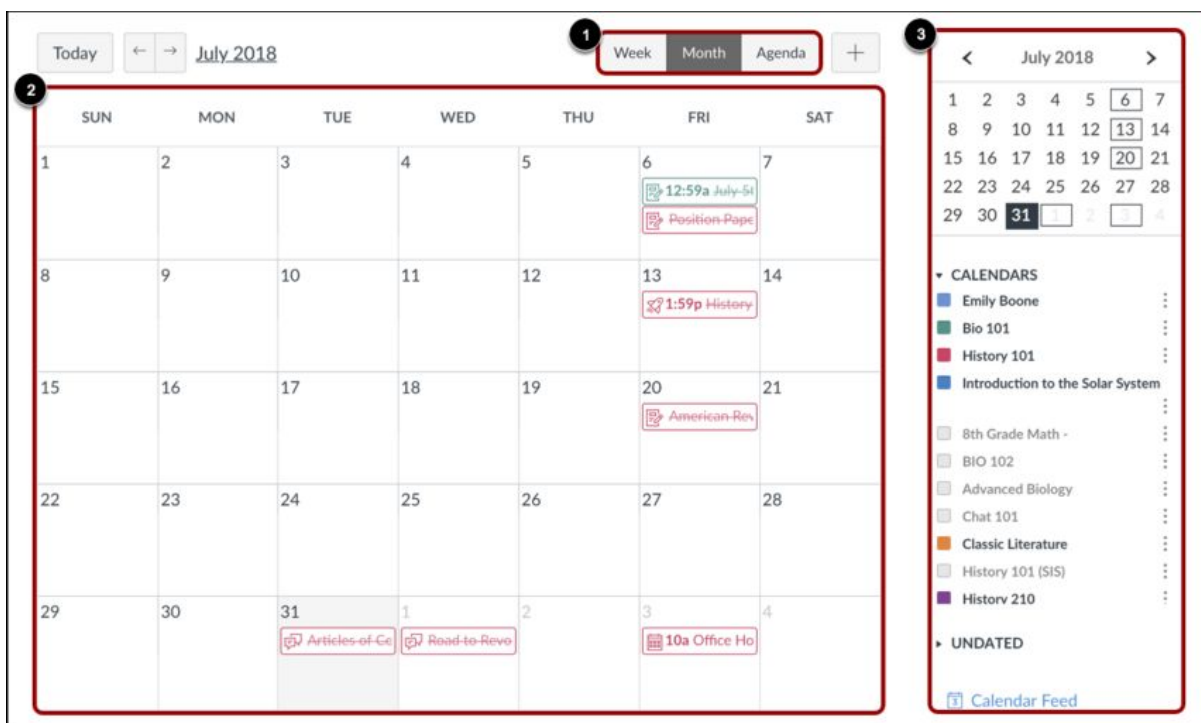 1
Today ← → July 2018 Week Month Agenda +
2
SUN MON TUE WED THU FRI SAT
1 2 3 4 5 6 7
12:59a July 5t
Position Pape
8 9 10 11 12 13 14
1:59p History
15 16 17 18 19 20 21
American Rev
22 23 24 25 26 27 28
29 30 31 1 2 3 4
Articles of Co Road to Revo 10a Office Ho
3
< July 2018 >
1 2 3 4 5 6 7
8 9 10 11 12 13 14
15 16 17 18 19 20 21
22 23 24 25 26 27 28
29 30 31 1 2 3 4
CALENDARS
Emily Boone
Bio 101
History 101
Introduction to the Solar System
8th Grade Math -
BIO 102
Advanced Biology
Chat 101
Classic Literature
History 101 (SIS)
History 210
UNDATED
Calendar Feed